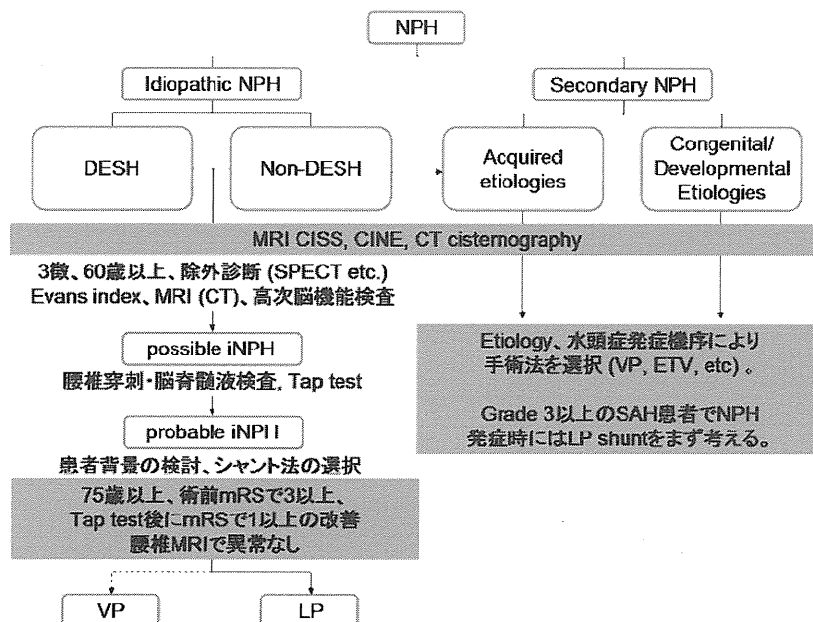 NPH
Idiopathic NPH
Secondary NPH
DESH
Non-DESH
Acquired
etiologies
Congenital/
Developmental
Etiologies
MRI CISS, CINE, CT cisternography
3徴、60歳以上、除外診断 (SPECT etc.)
Evans index、MRI (CT)、高次脳機能検査
possible iNPH
腰椎穿刺・脳脊髄液検査, Tap test
probable iNPH
患者背景の検討、シャント法の選択
75歳以上、術前mRSで3以上、
Tap test後にmRSで1以上の改善
腰椎MRIで異常なし
VP
LP
Etiology、水頭症発症機序により
手術法を選択 (VP, ETV, etc) 。
Grade 3以上のSAH患者でNPH
発症時にはLP shuntをまず考える。